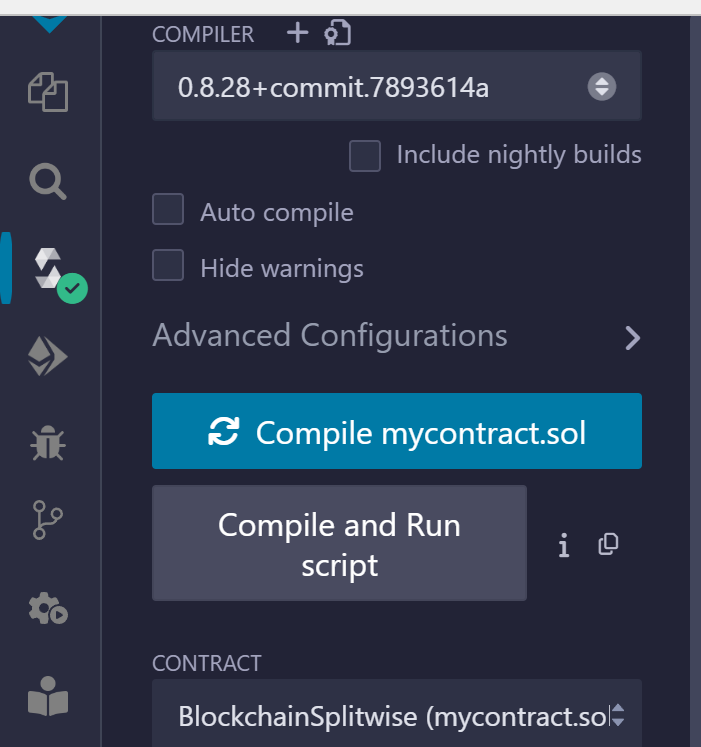 COMPILER
0.8.28+commit.7893614a
Include nightly builds
Auto compile
Hide warnings
Advanced Configurations
Compile mycontract.sol
Compile and Run
script
CONTRACT
BlockchainSplitwise (mycontract.sol